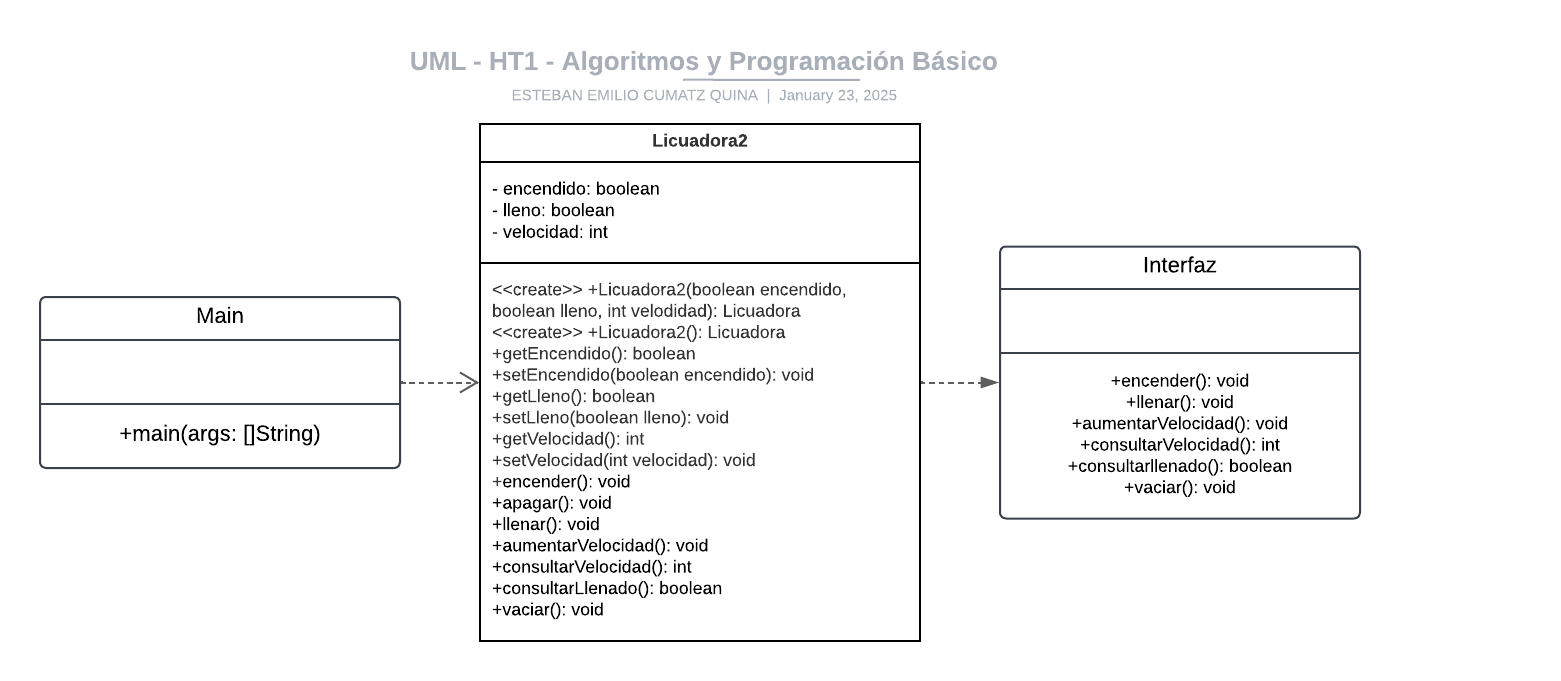 UML - HT1 - Algoritmos y Programación Básico
ESTEBAN EMILIO CUMATZ QUINA | January 23, 2025
Main
+main(args: []String)
Licuadora2
- encendido: boolean
- lleno: boolean
- velocidad: int
<<create>> +Licuadora2(boolean encendido,
boolean lleno, int velodidad): Licuadora
<<create>> +Licuadora2(): Licuadora
+getEncendido(): boolean
+setEncendido(boolean encendido): void
+getLleno(): boolean
+setLleno(boolean lleno): void
+getVelocidad(): int
+setVelocidad(int velocidad): void
+encender(): void
+apagar(): void
+llenar(): void
+aumentarVelocidad(): void
+consultarVelocidad(): int
+consultarLlenado(): boolean
+vaciar(): void
Interfaz
+encender(): void
+llenar(): void
+aumentarVelocidad(): void
+consultarVelocidad(): int
+consultarllenado(): boolean
+vaciar(): void